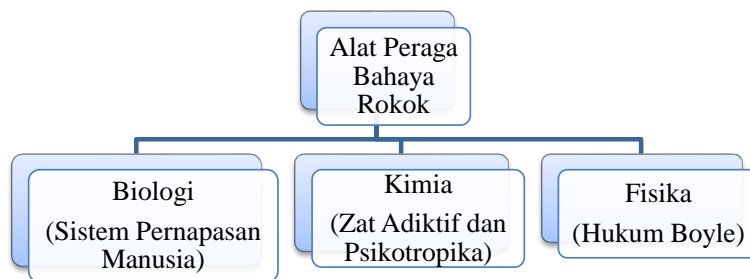 Alat Peraga
Bahaya
Rokok
Biologi
(Sistem Pernapasan
Manusia)
Kimia
(Zat Adiktif dan
Psikotropika)
Fisika
(Hukum Boyle)